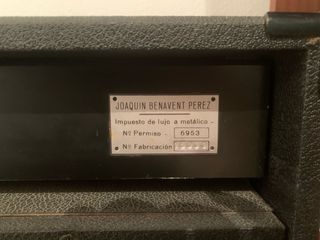 JOAQUIN BENAVENT PEREZ
Impuesto de lujo a metálico -
Nº Permiso - 6953
Nº Fabricación